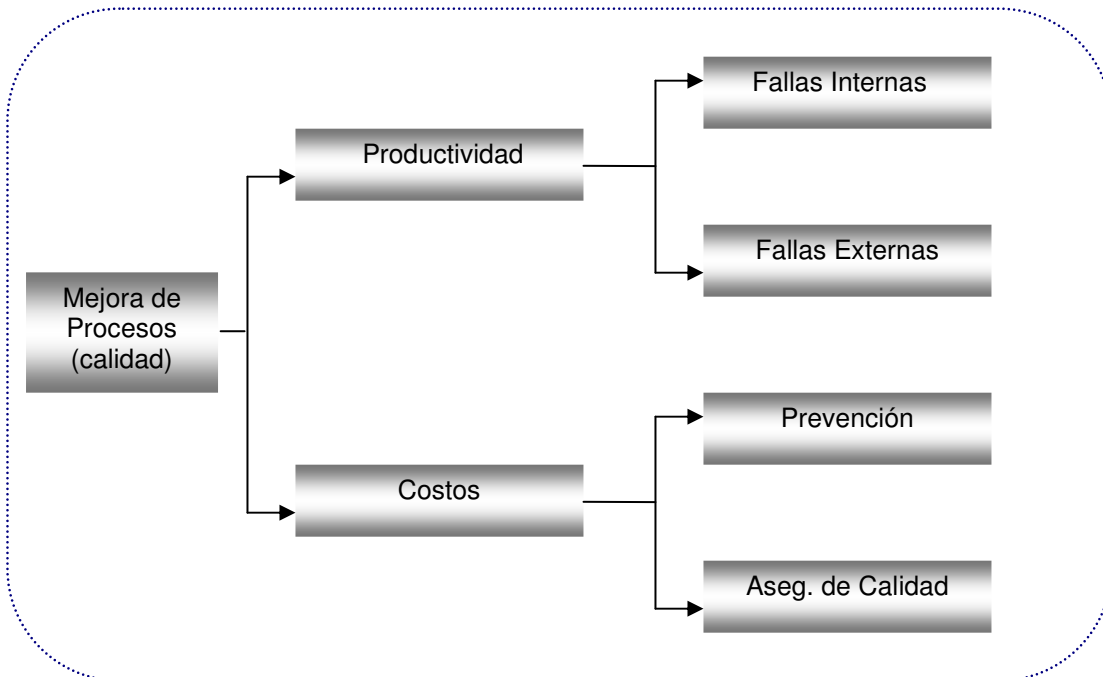 Fallas Internas
Productividad
Fallas Externas
Mejora de
Procesos
(calidad)
Prevención
Costos
Aseg. de Calidad